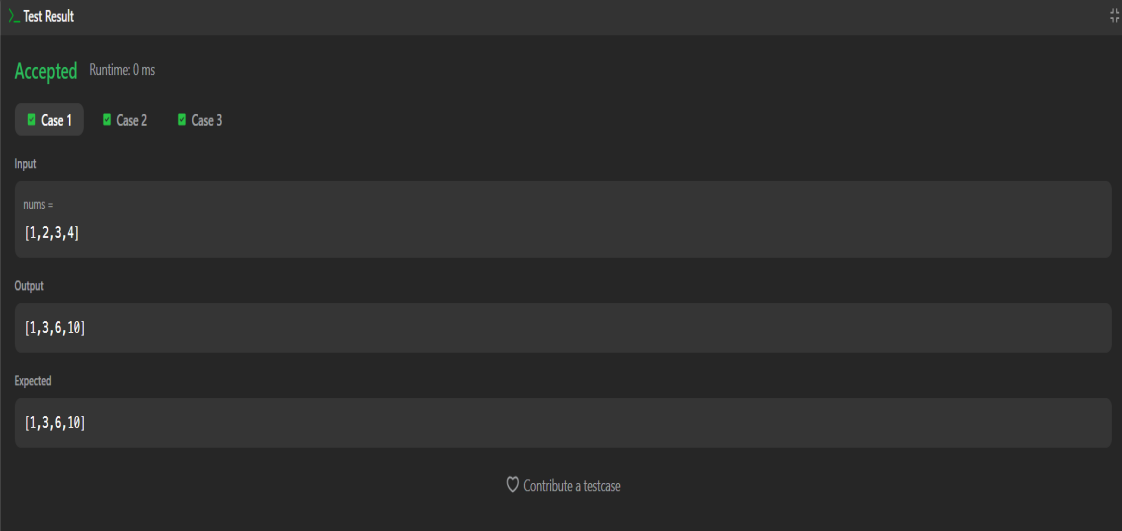 Test Result
Accepted Runtime: 0 ms
Case 1 Case 2 Case 3
Input
nums =
[1,2,3,4]
Output
[1,3,6,10]
Expected
[1,3,6,10]
Contribute a testcase